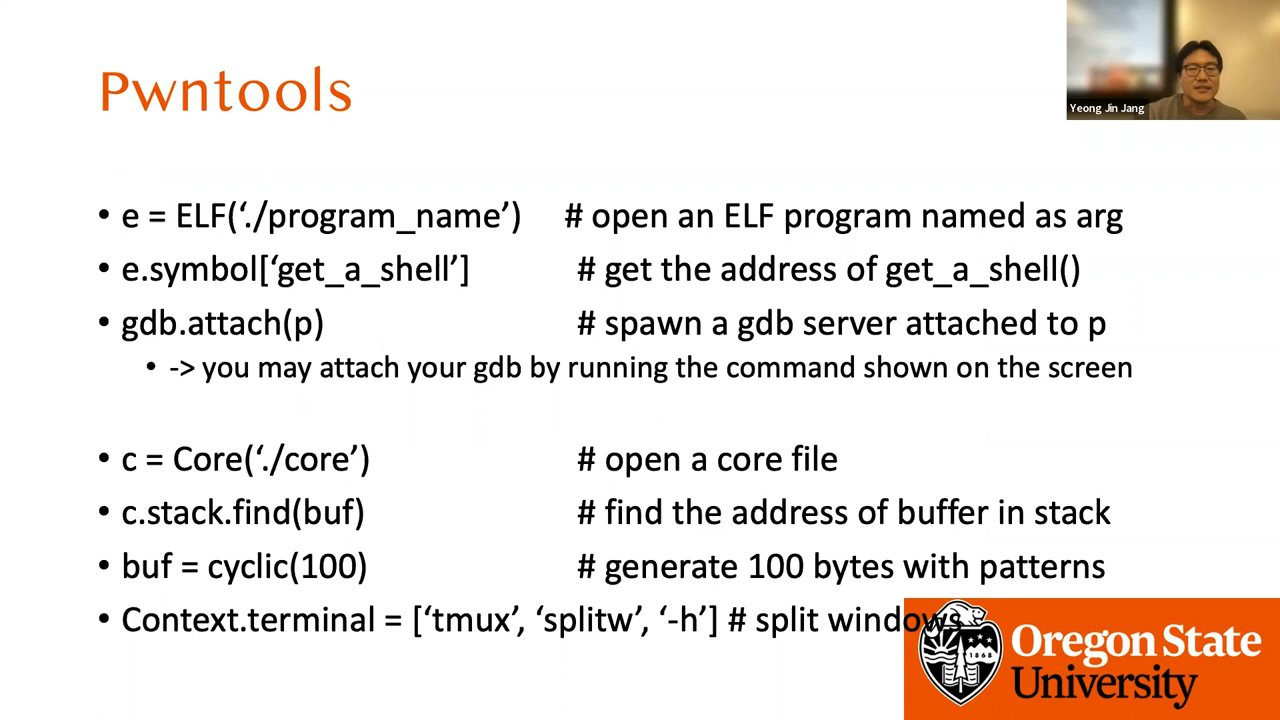 Pwntools
Yeong Jin Jang
• e = ELF(‘./program_name’) # open an ELF program named as arg
• e.symbol[‘get_a_shell’] # get the address of get_a_shell()
• gdb.attach(p) # spawn a gdb server attached to p
• -> you may attach your gdb by running the command shown on the screen
• c = Core(‘./core’) # open a core file
• c.stack.find(buf) # find the address of buffer in stack
• buf = cyclic(100) # generate 100 bytes with patterns
• Context.terminal = [‘tmux’, ‘splitw’, ‘-h’] # split windows
1868
Oregon State
University